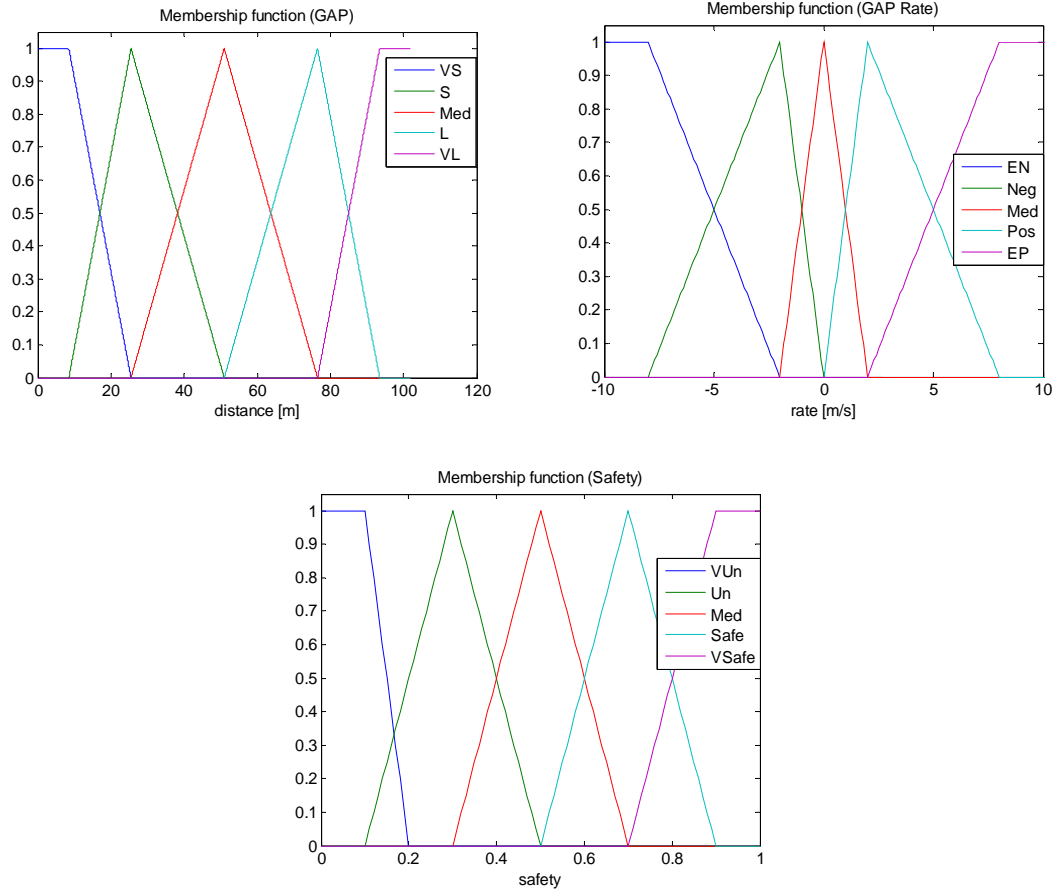 Membership function (GAP)
1
0.9
0.8
0.7
0.6
0.5
0.4
0.3
0.2
0.1
0
0 20 40 60 80 100 120
distance [m]
VS
S
Med
L
VL
Membership function (GAP Rate)
1
0.9
0.8
0.7
0.6
0.5
0.4
0.3
0.2
0.1
0
-10 -5 0 5 10
rate [m/s]
EN
Neg
Med
Pos
EP
Membership function (Safety)
1
0.9
0.8
0.7
0.6
0.5
0.4
0.3
0.2
0.1
0
0 0.2 0.4 0.6 0.8 1
safety
VUn
Un
Med
Safe
VSafe